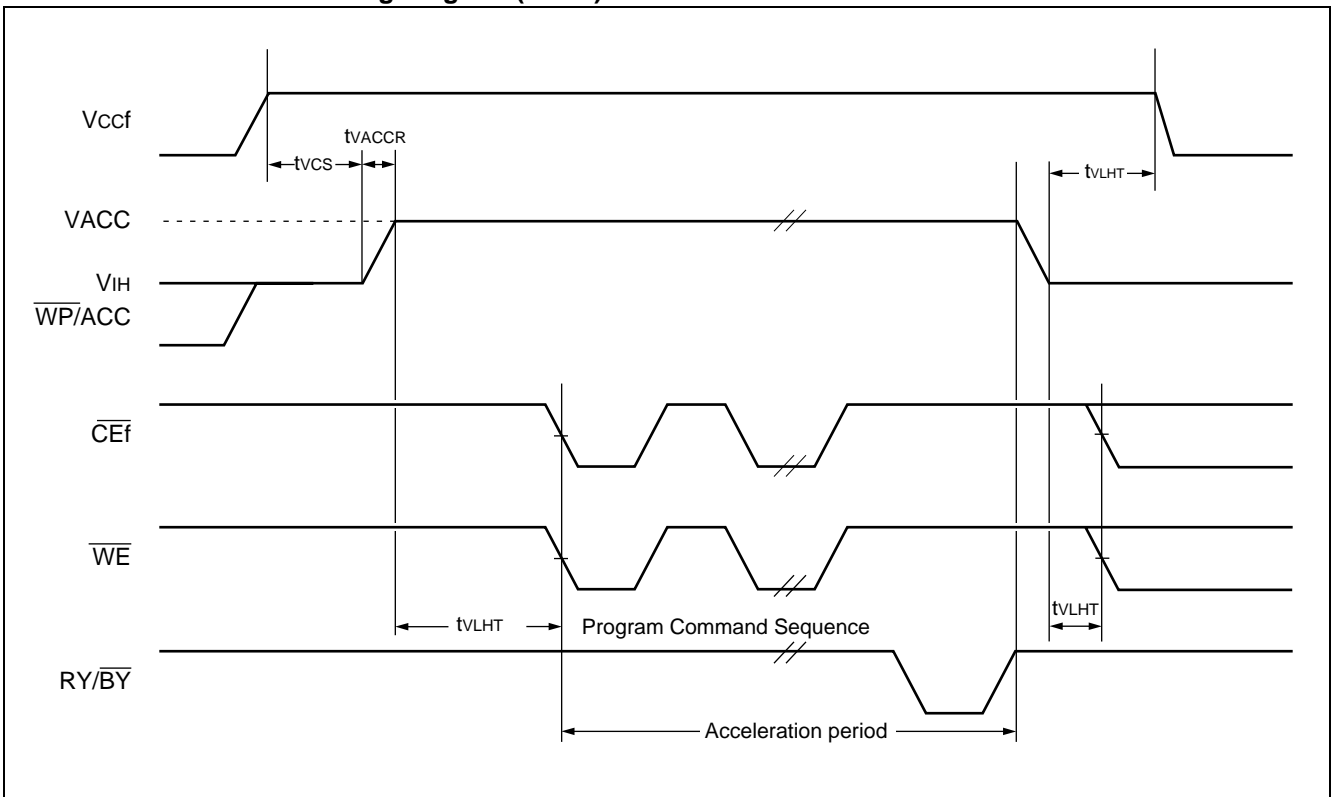 Vccf
tVACCR
tVCS
tVLHT
VACC
VIH
WP/ACC
CEf
WE
tVLHT
Program Command Sequence
tVLHT
RY/BY
Acceleration period